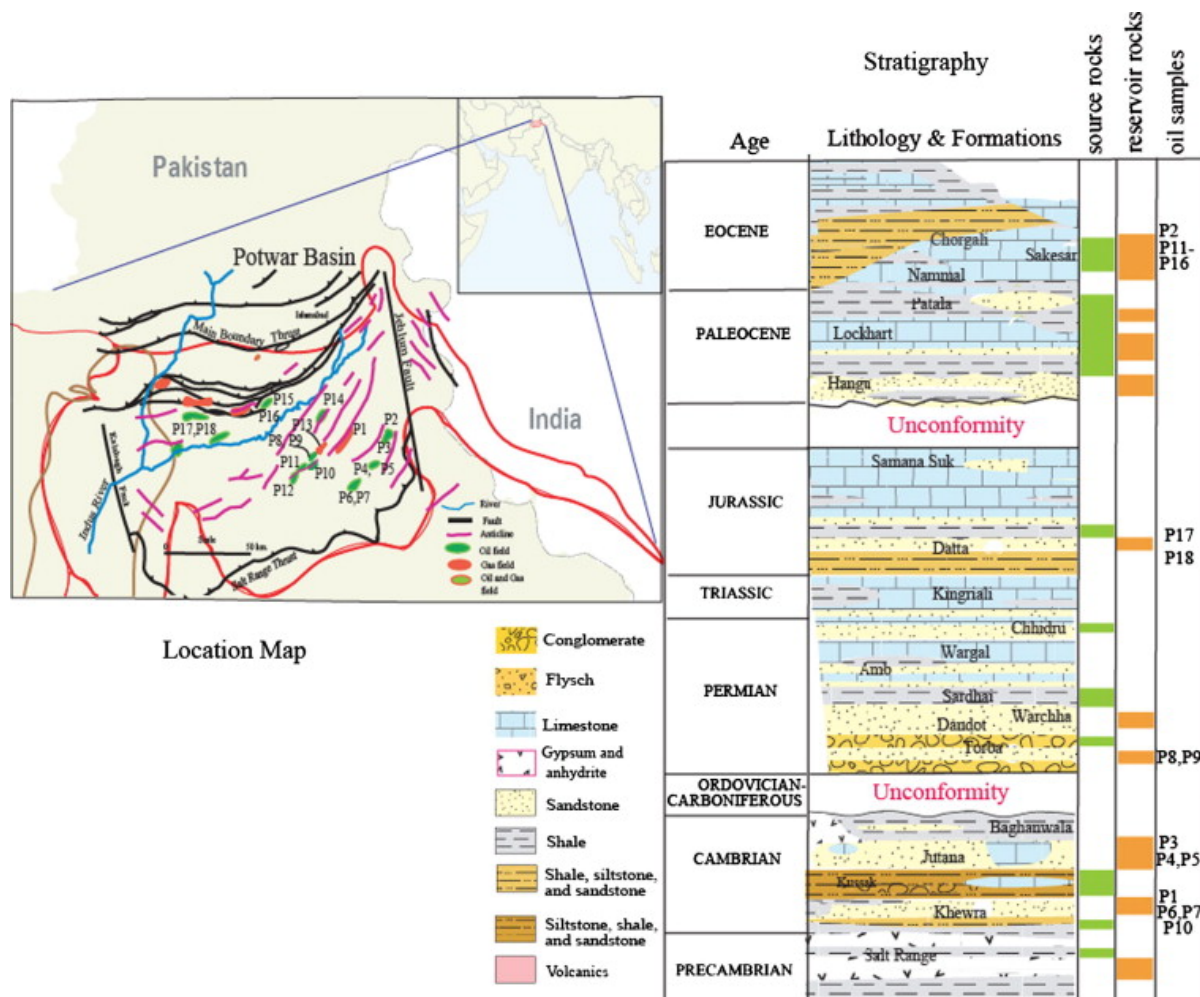 Pakistan
Potwar Basin
Islamabad
Main Boundary Thrust
Jehlum Fault
India
P15
P16
P14
P17,P18
P13
P8
P9
P1
P2
P3
P11
P10
P4,
P5
P12
P6,P7
Indus River
Fault
Salt Range Thrust
Scale
0
50 km
River
Fault
Anticline
Oil field
Gas field
Oil and Gas
field
Location Map
Conglomerate
Flysch
Limestone
Gypsum and
anhydrite
Sandstone
Shale
Shale, siltstone,
and sandstone
Siltstone, shale,
and sandstone
Volcanics
Stratigraphy
Age
Lithology & Formations
source rocks
reservoir rocks
oil samples
EOCENE
Chorgali
Sakesar
Nammal
P2
P11-
P16
PALEOCENE
Patala
Lockhart
Hangu
Unconformity
JURASSIC
Samana Suk
Datta
P17
P18
TRIASSIC
Kingriali
PERMIAN
Chhidru
Wargal
Amb
Sardhai
Warchha
Dandot
Torba
P8,P9
ORDOVICIAN-
CARBONIFEROUS
Unconformity
CAMBRIAN
Baghanwala
Jutana
Kussak
Khewra
P3
P4,P5
P1
P6,P7
P10
PRECAMBRIAN
Salt Range